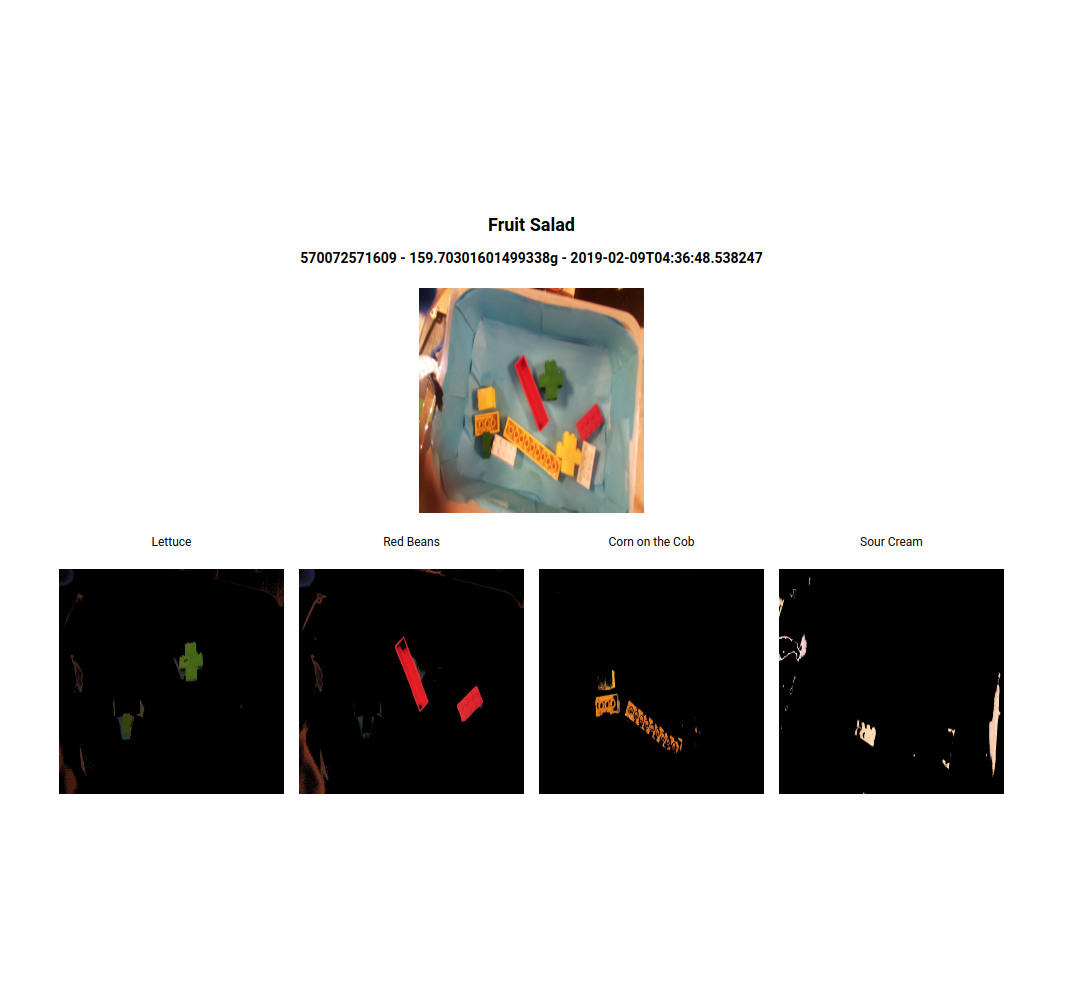 Fruit Salad
570072571609 - 159.70301601499338g - 2019-02-09T04:36:48.538247
Lettuce
Red Beans
Corn on the Cob
Sour Cream